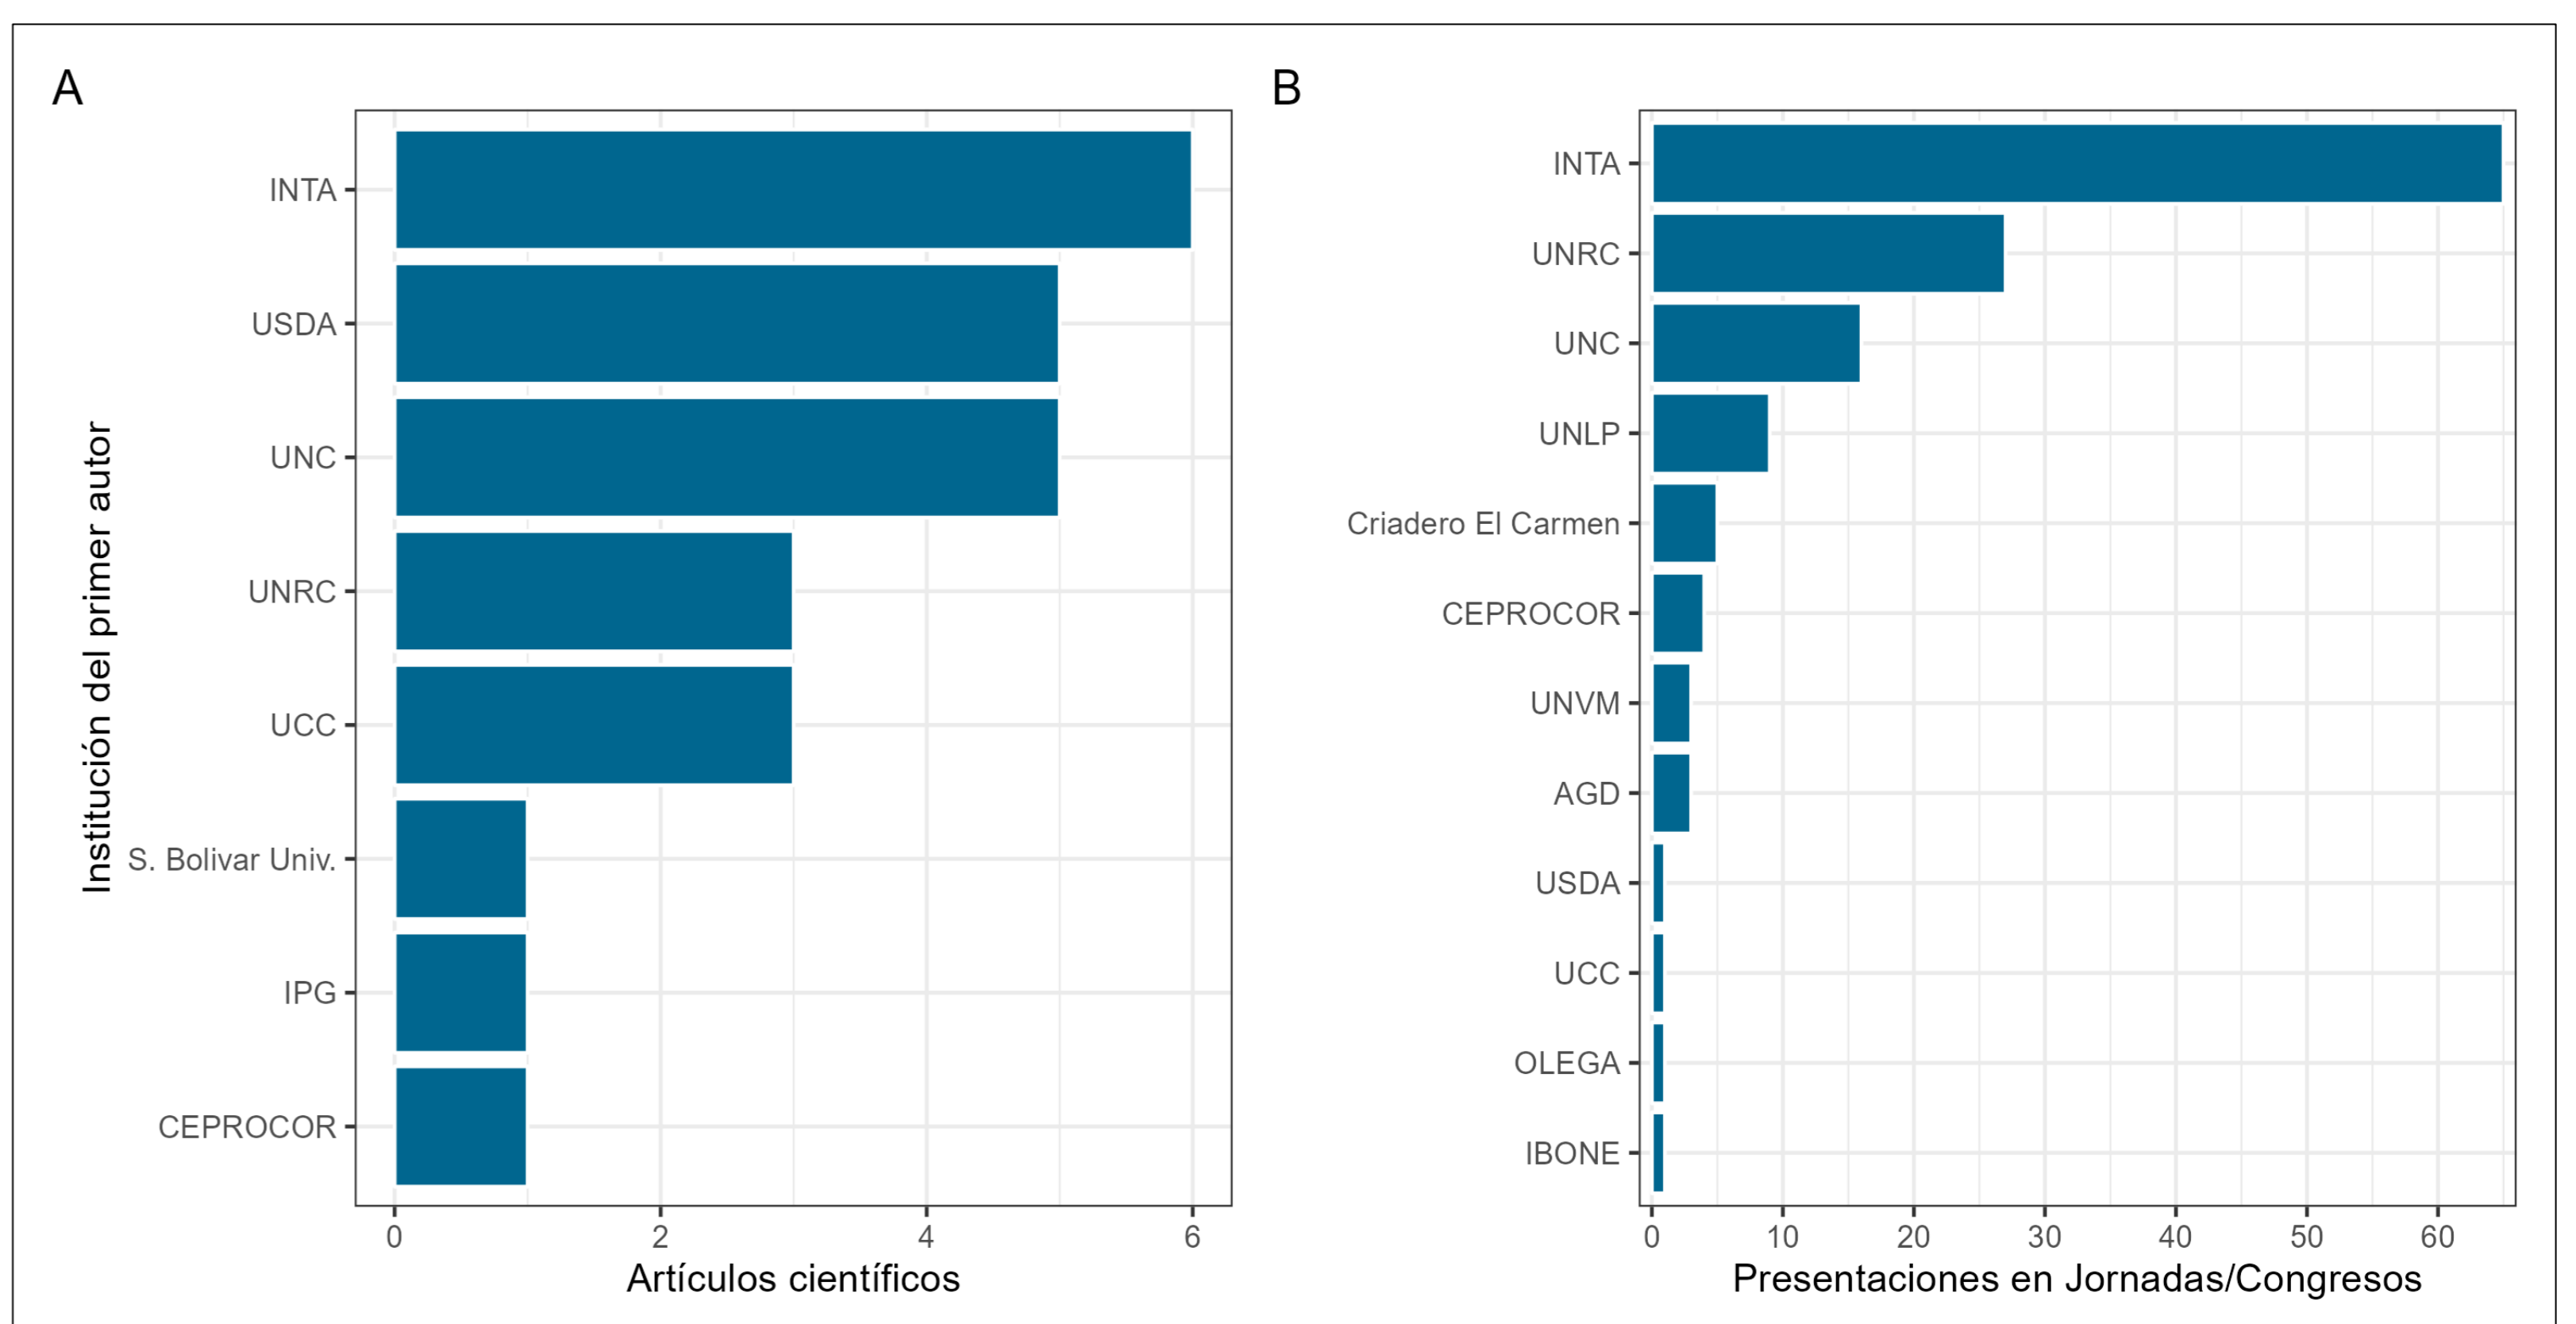 A
Institución del primer autor
INTA
USDA
UNC
UNRC
UCC
S. Bolivar Univ.
IPG
CEPROCOR
0 2 4 6
Artículos científicos
B
INTA
UNRC
UNC
UNLP
Criadero El Carmen
CEPROCOR
UNVM
AGD
USDA
UCC
OLEGA
IBONE
0 10 20 30 40 50 60
Presentaciones en Jornadas/Congresos